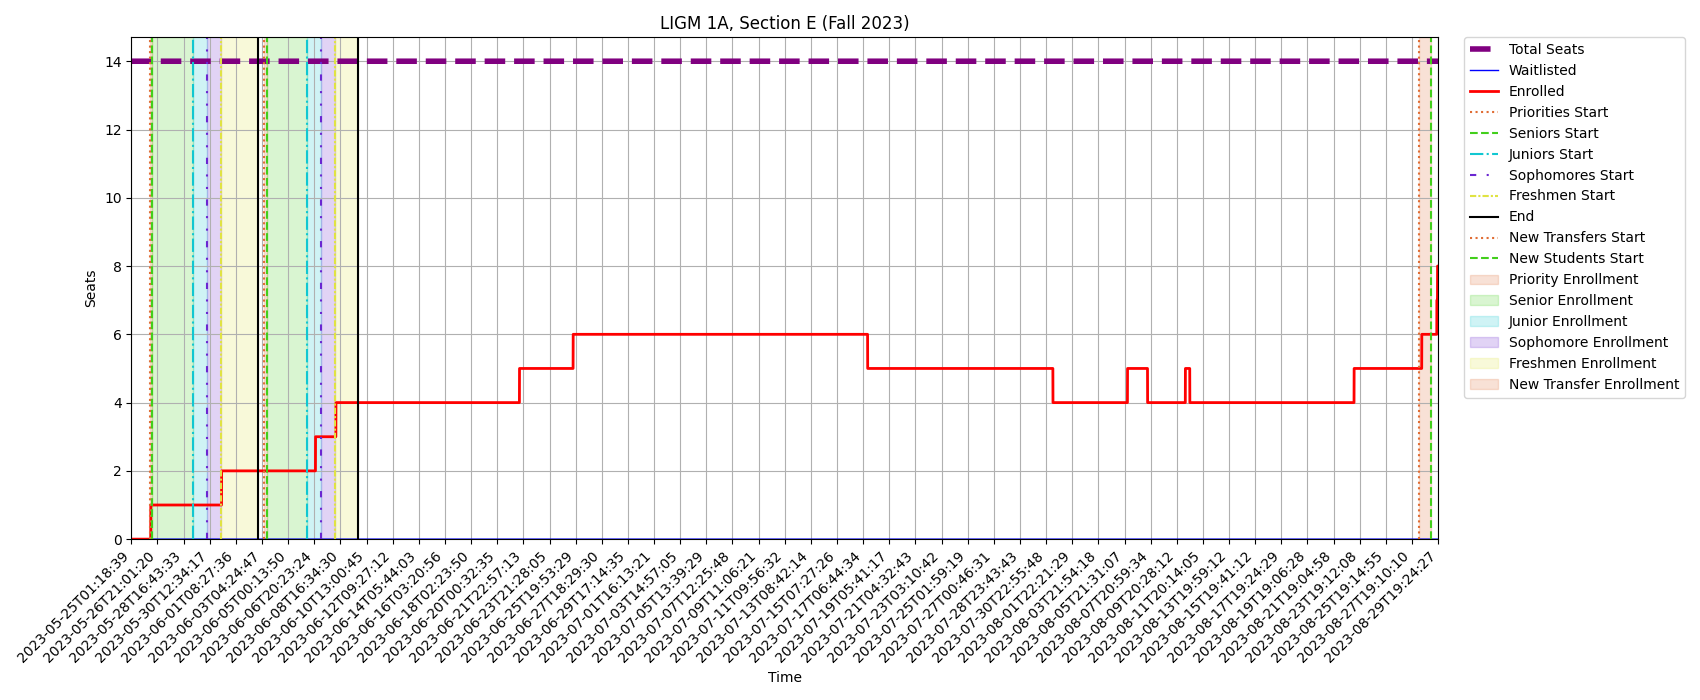 LIGM 1A, Section E (Fall 2023)
Seats
14
12
10
8
6
4
2
0
2023-05-25T01:18:39
2023-05-26T21:01:20
2023-05-28T16:43:33
2023-05-30T12:34:17
2023-06-01T08:27:36
2023-06-03T04:24:47
2023-06-05T00:13:50
2023-06-06T20:23:24
2023-06-08T16:34:30
2023-06-10T13:00:45
2023-06-12T09:27:12
2023-06-14T05:44:03
2023-06-16T03:20:56
2023-06-18T02:23:50
2023-06-20T00:32:35
2023-06-21T22:57:13
2023-06-23T21:28:05
2023-06-25T19:53:29
2023-06-27T18:29:30
2023-06-29T17:14:35
2023-07-01T16:13:21
2023-07-03T14:57:05
2023-07-05T13:39:29
2023-07-07T12:25:48
2023-07-09T11:06:21
2023-07-11T09:56:32
2023-07-13T08:42:14
2023-07-15T07:27:26
2023-07-17T06:44:34
2023-07-19T05:41:17
2023-07-21T04:32:43
2023-07-23T03:10:42
2023-07-25T01:59:19
2023-07-27T00:46:31
2023-07-28T23:43:43
2023-07-30T22:55:48
2023-08-01T22:21:29
2023-08-03T21:54:18
2023-08-05T21:31:07
2023-08-07T20:59:34
2023-08-09T20:28:12
2023-08-11T20:14:05
2023-08-13T19:59:12
2023-08-15T19:41:12
2023-08-17T19:24:29
2023-08-19T19:06:28
2023-08-21T19:04:58
2023-08-23T19:12:08
2023-08-25T19:14:55
2023-08-27T19:10:10
2023-08-29T19:24:27
Time
Total Seats
Waitlisted
Enrolled
Priorities Start
Seniors Start
Juniors Start
Sophomores Start
Freshmen Start
End
New Transfers Start
New Students Start
Priority Enrollment
Senior Enrollment
Junior Enrollment
Sophomore Enrollment
Freshmen Enrollment
New Transfer Enrollment